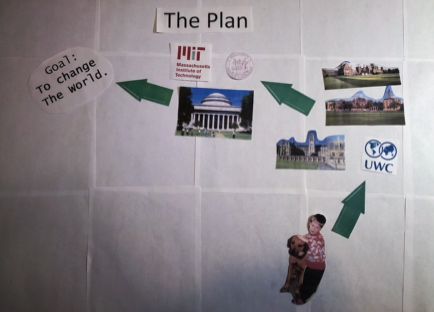 The Plan
Goal:
To change
The world.
MIT
Massachusetts
Institute of
Technology
UWC